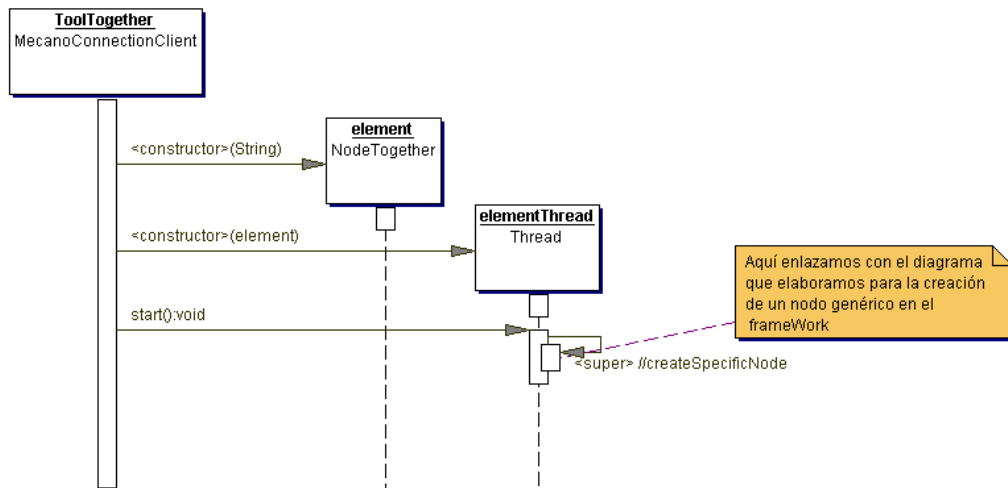 ToolTogether
MecanoConnectionClient
element
NodeTogether
<constructor>(String)
elementThread
Thread
<constructor>(element)
Aquí enlazamos con el diagrama
que elaboramos para la creación
de un nodo genérico en el
frameWork
start():void
<super> //createSpecificNode